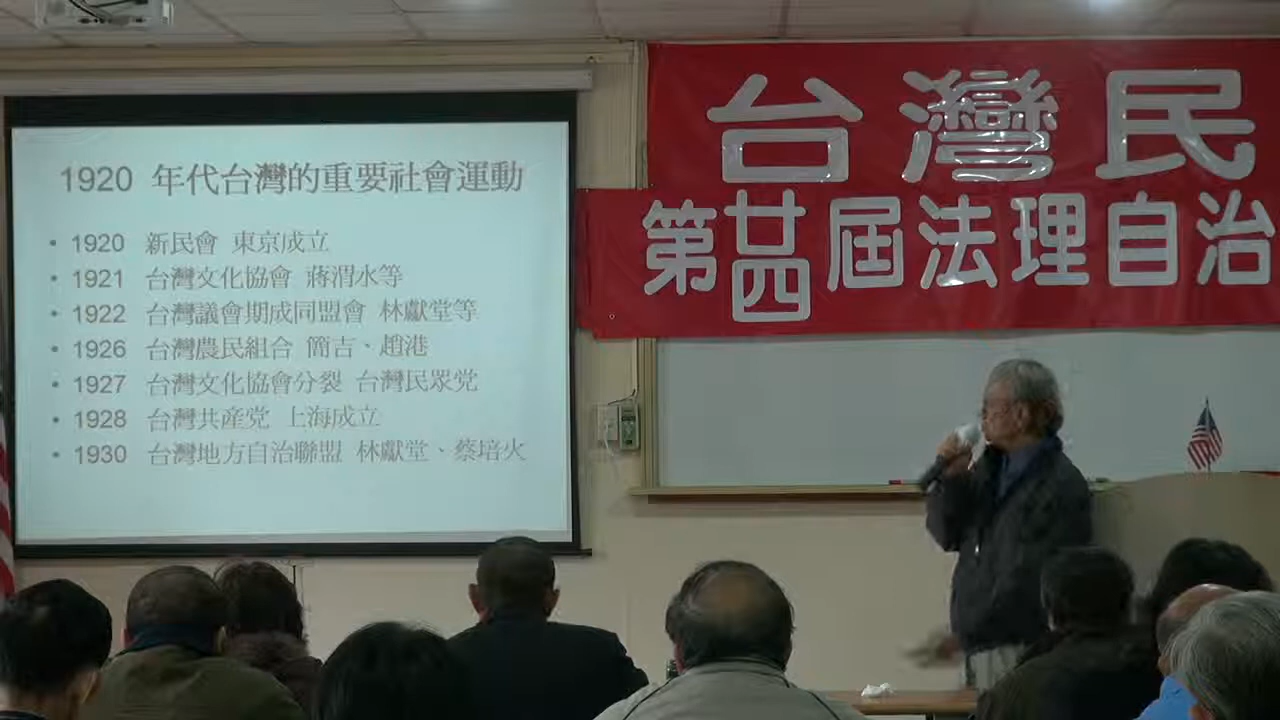 1920 年代台灣的重要社會運動
• 1920 新民會 東京成立
• 1921 台灣文化協會 蔣渭水等
• 1922 台灣議會期成同盟會 林獻堂等
• 1926 台灣農民組合 簡吉、趙港
• 1927 台灣文化協會分裂 台灣民眾党
• 1928 台灣共產党 上海成立
• 1930 台灣地方自治聯盟 林獻堂、蔡培火
台灣民
第廿四屆法理自治